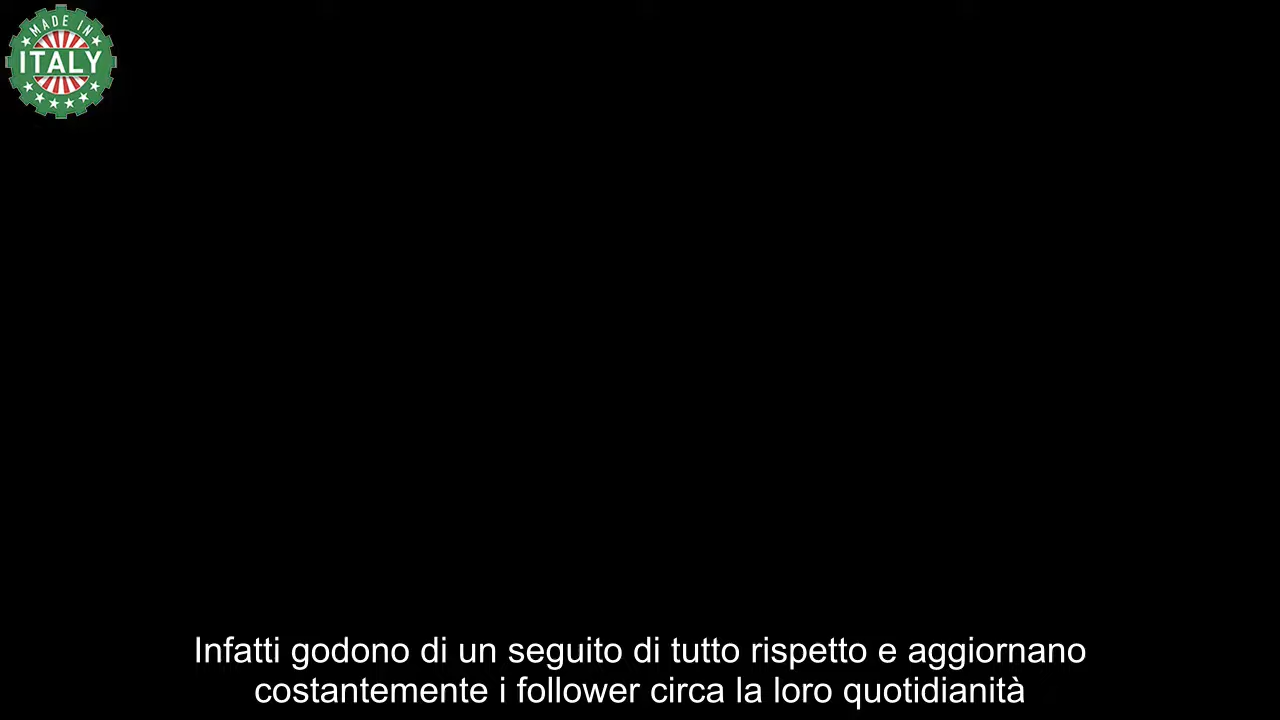 MADE IN
ITALY
Infatti godono di un seguito di tutto rispetto e aggiornano
costantemente i follower circa la loro quotidianità